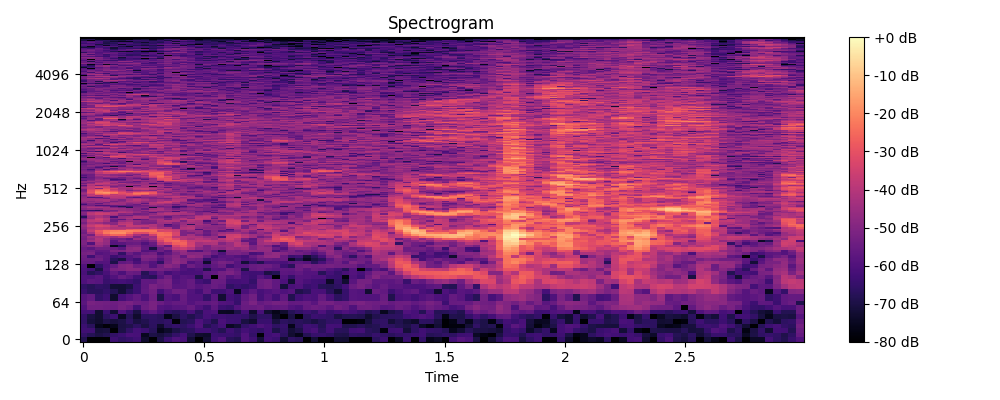 Spectrogram
Hz
4096
2048
1024
512
256
128
64
0
0
0.5
1
1.5
2
2.5
Time
+0 dB
-10 dB
-20 dB
-30 dB
-40 dB
-50 dB
-60 dB
-70 dB
-80 dB